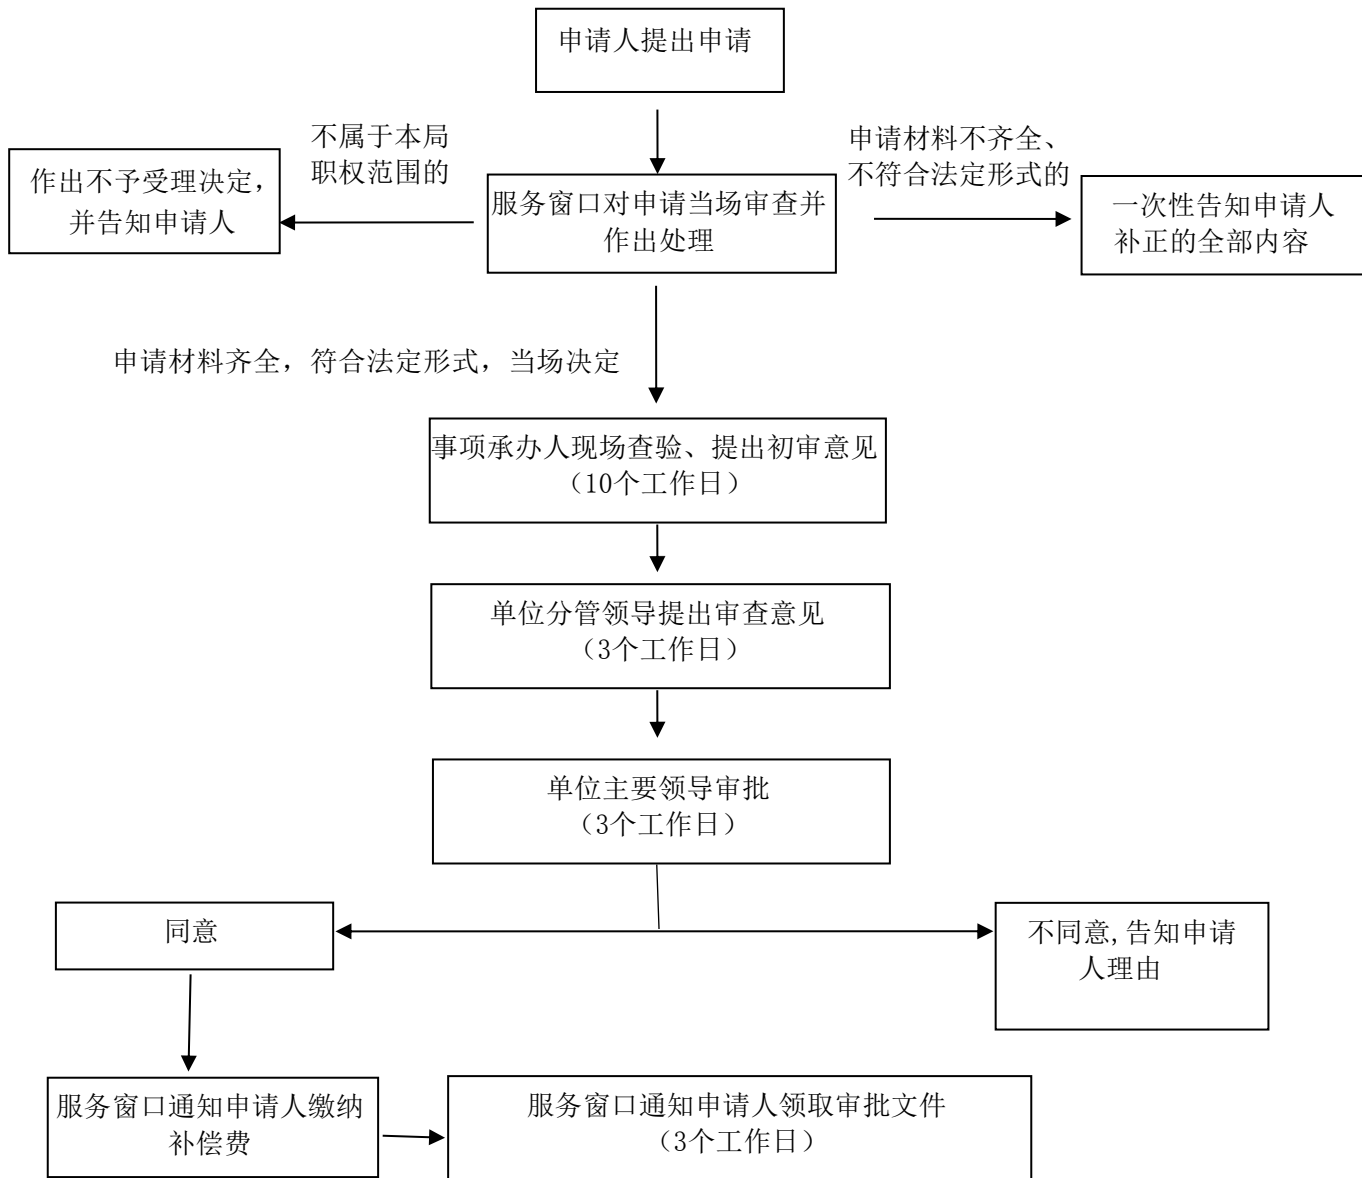 申请人提出申请
不属于本局
职权范围的
申请材料不齐全、
不符合法定形式的
作出不予受理决定，
并告知申请人
服务窗口对申请当场审查并
作出处理
一次性告知申请人
补正的全部内容
申请材料齐全，符合法定形式，当场决定
事项承办人现场查验、提出初审意见
（10个工作日）
单位分管领导提出审查意见
（3个工作日）
单位主要领导审批
（3个工作日）
同意
不同意,告知申请
人理由
服务窗口通知申请人缴纳
补偿费
服务窗口通知申请人领取审批文件
（3个工作日）